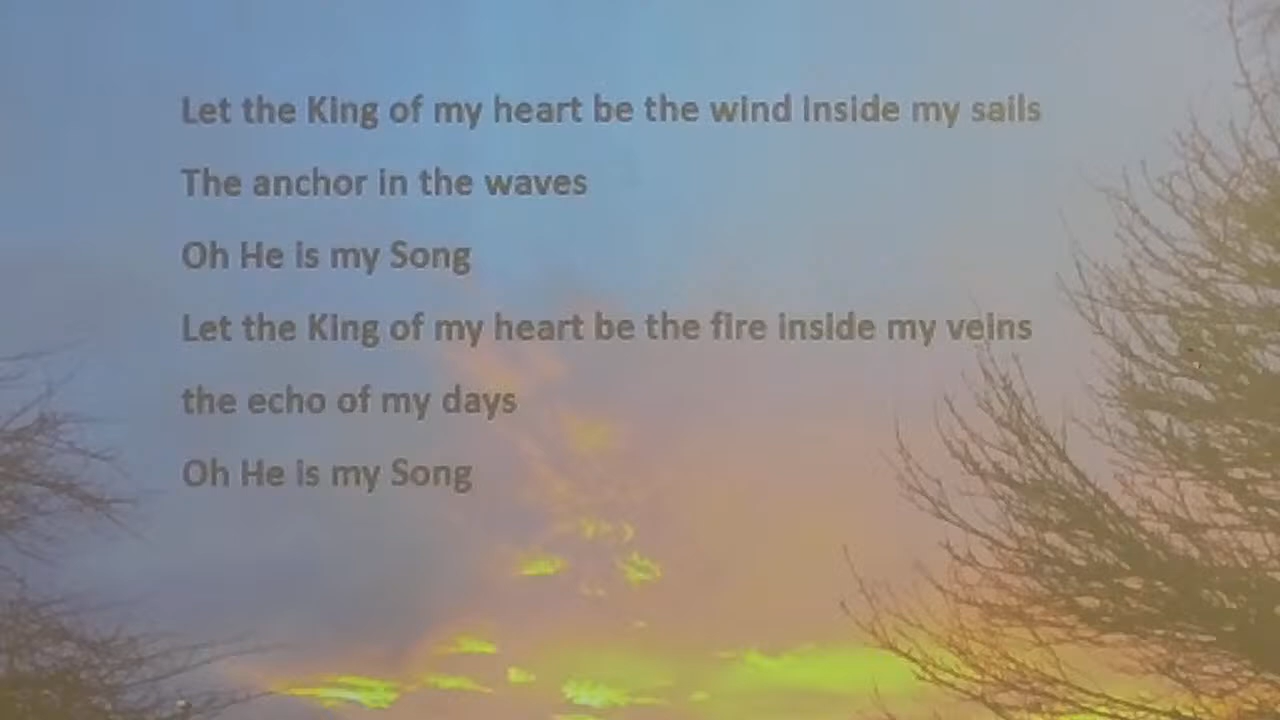 Let the King of my heart be the wind inside my sails
The anchor in the waves
Oh He is my Song
Let the King of my heart be the fire inside my veins
the echo of my days
Oh He is my Song